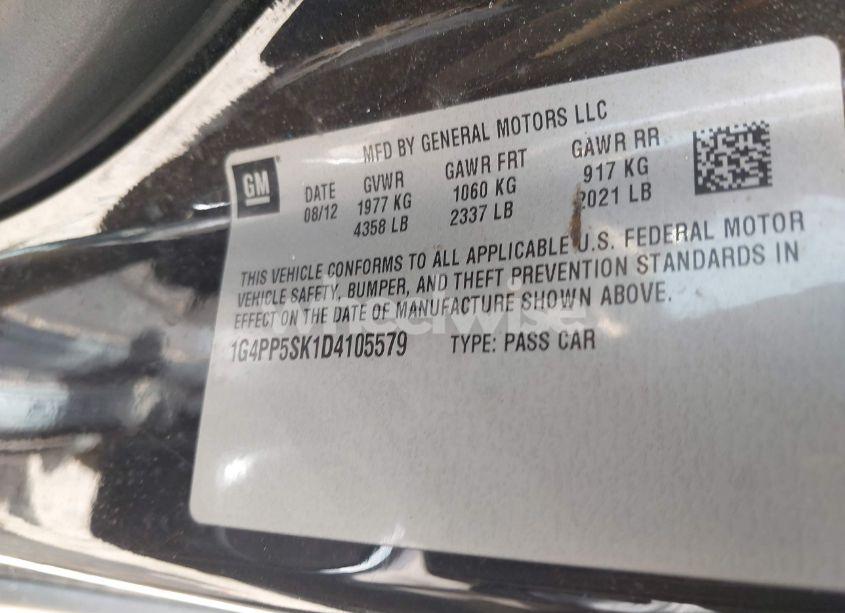 MFD BY GENERAL MOTORS LLC
GM
DATE GVWR GAWR FRT GAWR RR
08/12 1977 KG 1060 KG 917 KG
4358 LB 2337 LB 2021 LB
THIS VEHICLE CONFORMS TO ALL APPLICABLE U.S. FEDERAL MOTOR
VEHICLE SAFETY, BUMPER, AND THEFT PREVENTION STANDARDS IN
EFFECT ON THE DATE OF MANUFACTURE SHOWN ABOVE.
wheelwise
1G4PP5SK1D4105579 TYPE: PASS CAR